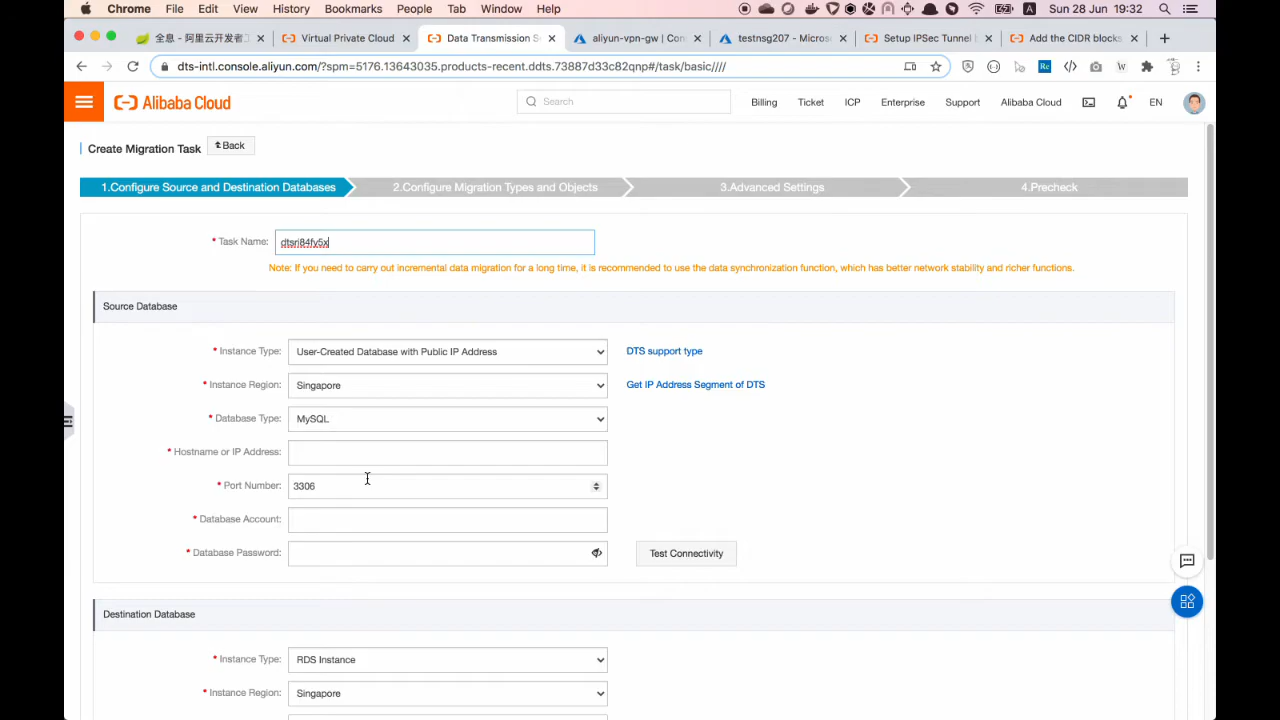 Chrome File Edit View History Bookmarks People Tab Window Help Sun 28 Jun 19:32
全息 - 阿里云开发者工 Virtual Private Cloud Data Transmission S aliyun-vpn-gw | Con testnsg207 - Micros Setup IPSec Tunnel Add the CIDR blocks
dts-intl.console.aliyun.com/?spm=5176.13643035.products-recent.ddts.73887d33c82qnp#/task/basic////
Alibaba Cloud Search Billing Ticket ICP Enterprise Support Alibaba Cloud EN
Create Migration Task Back
1.Configure Source and Destination Databases 2.Configure Migration Types and Objects 3.Advanced Settings 4.Precheck
* Task Name: dtsri84fy5x
Note: If you need to carry out incremental data migration for a long time, it is recommended to use the data synchronization function, which has better network stability and richer functions.
Source Database
* Instance Type: User-Created Database with Public IP Address DTS support type
* Instance Region: Singapore Get IP Address Segment of DTS
* Database Type: MySQL
* Hostname or IP Address:
* Port Number: 3306
* Database Account:
* Database Password: Test Connectivity
Destination Database
* Instance Type: RDS Instance
* Instance Region: Singapore